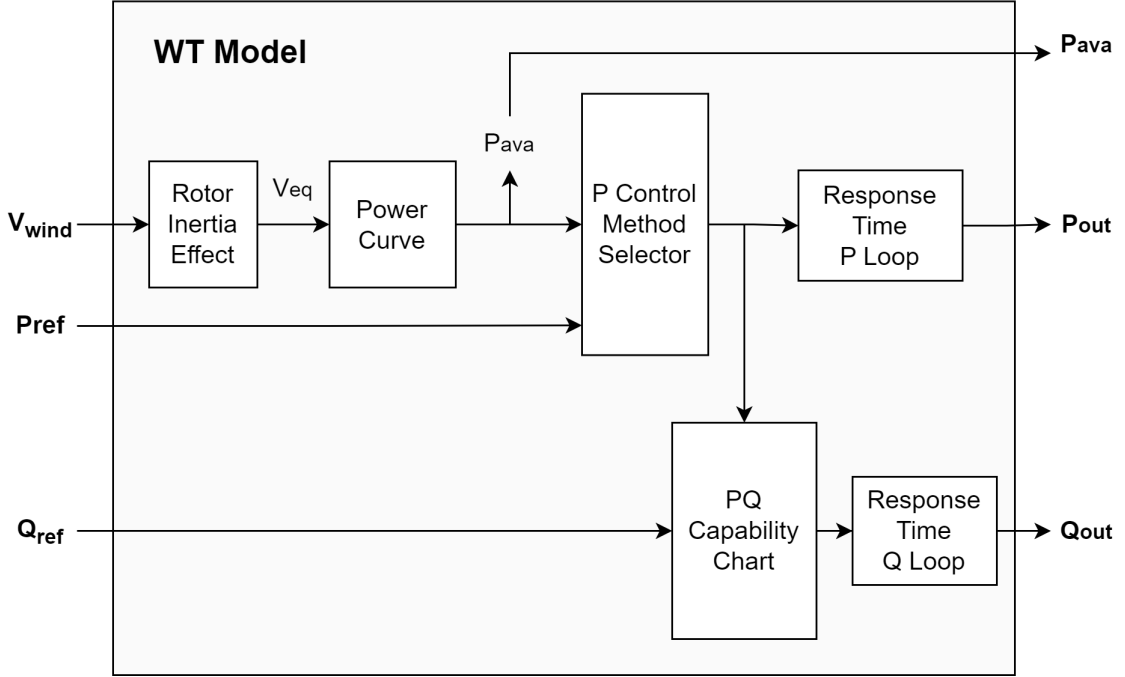 WT Model
Pava
Pava
Vwind
Rotor
Inertia
Effect
Veq
Power
Curve
P Control
Method
Selector
Response
Time
P Loop
Pout
Pref
Qref
PQ
Capability
Chart
Response
Time
Q Loop
Qout